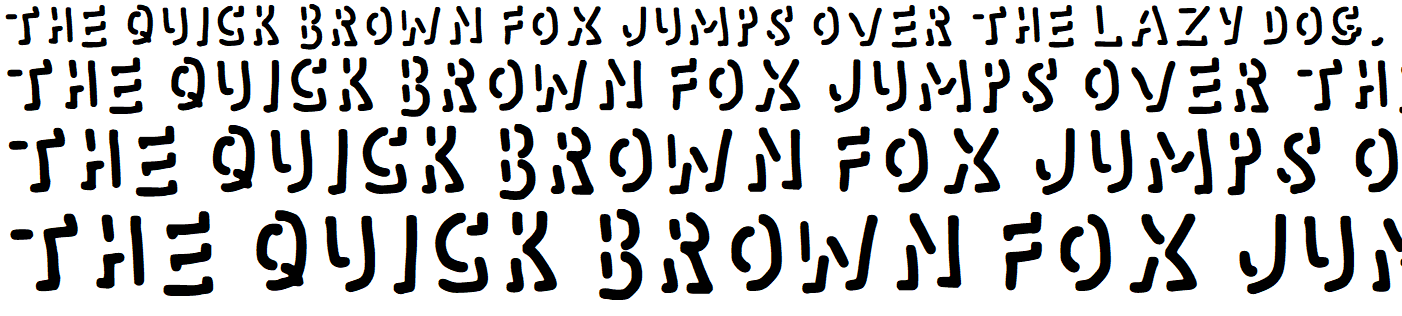 THE QUICK BROWN FOX JUMPS OVER THE LAZY DOG.
THE QUICK BROWN FOX JUMPS OVER TH
THE QUICK BROWN FOX JUMPS O
THE QUICK BROWN FOX JUM